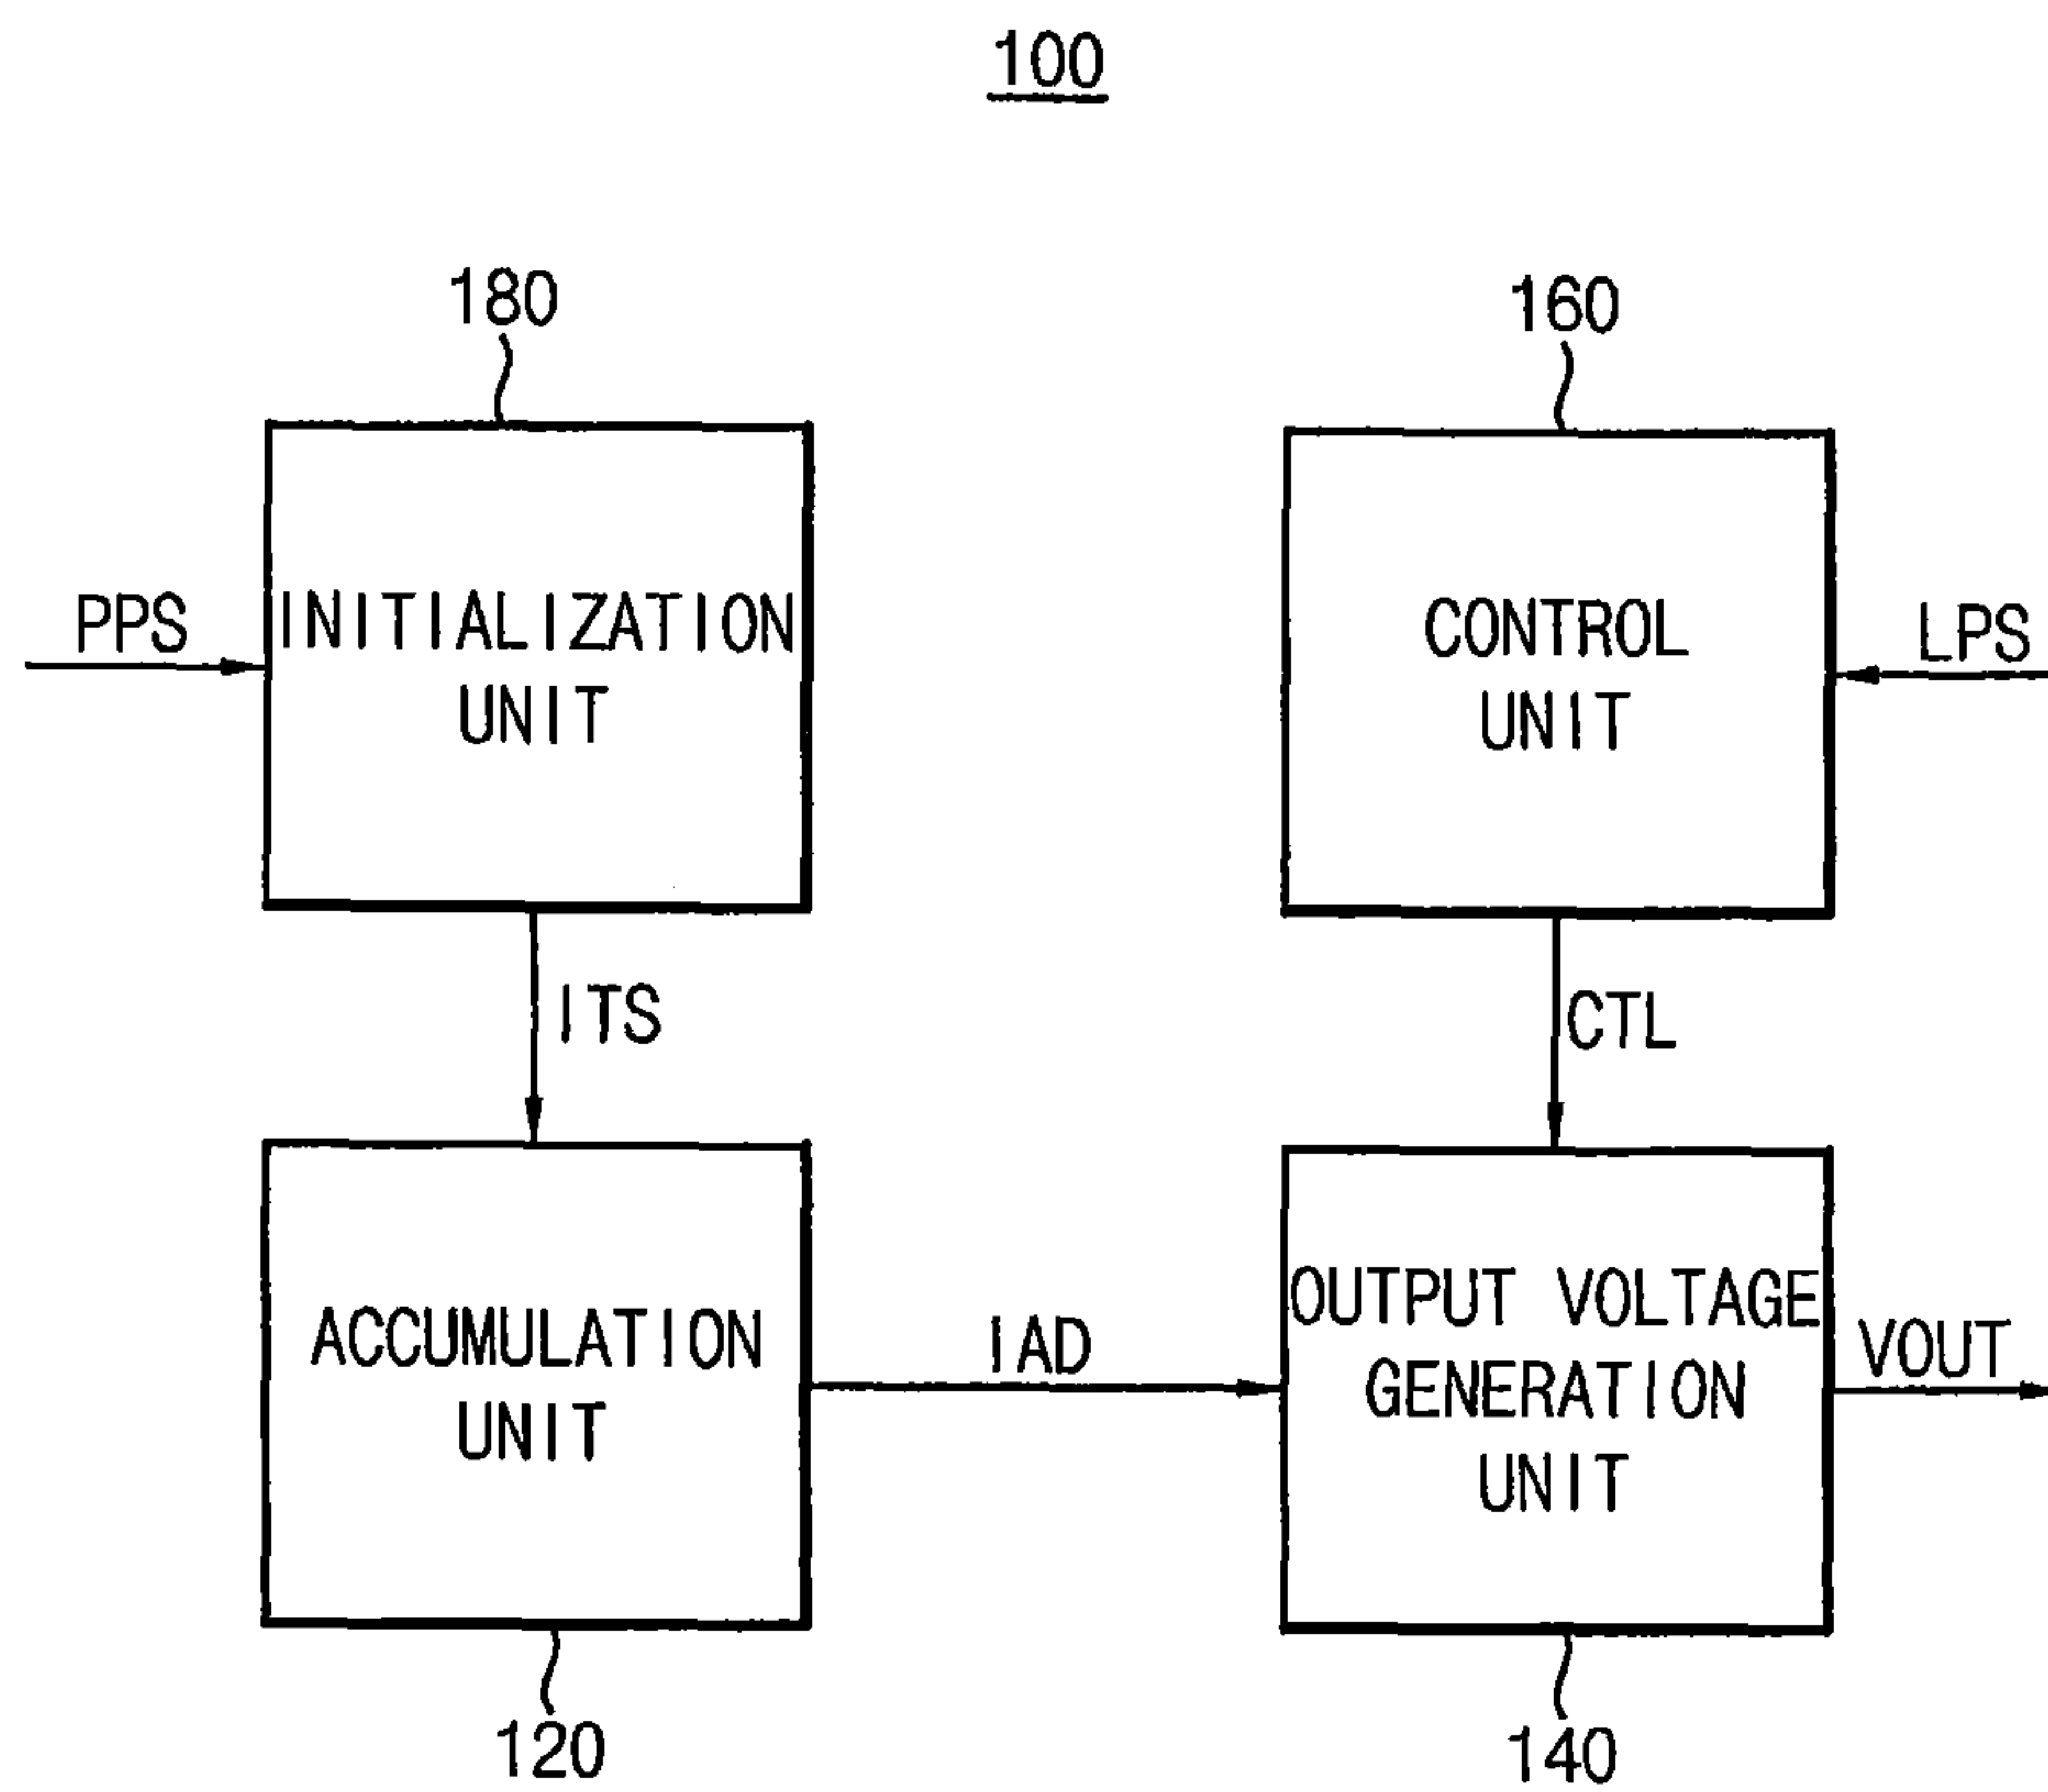 100
180
160
PPS
INITIALIZATION
UNIT
CONTROL
UNIT
LPS
ITS
CTL
ACCUMULATION
UNIT
IAD
OUTPUT VOLTAGE
GENERATION
UNIT
VOUT
120
140